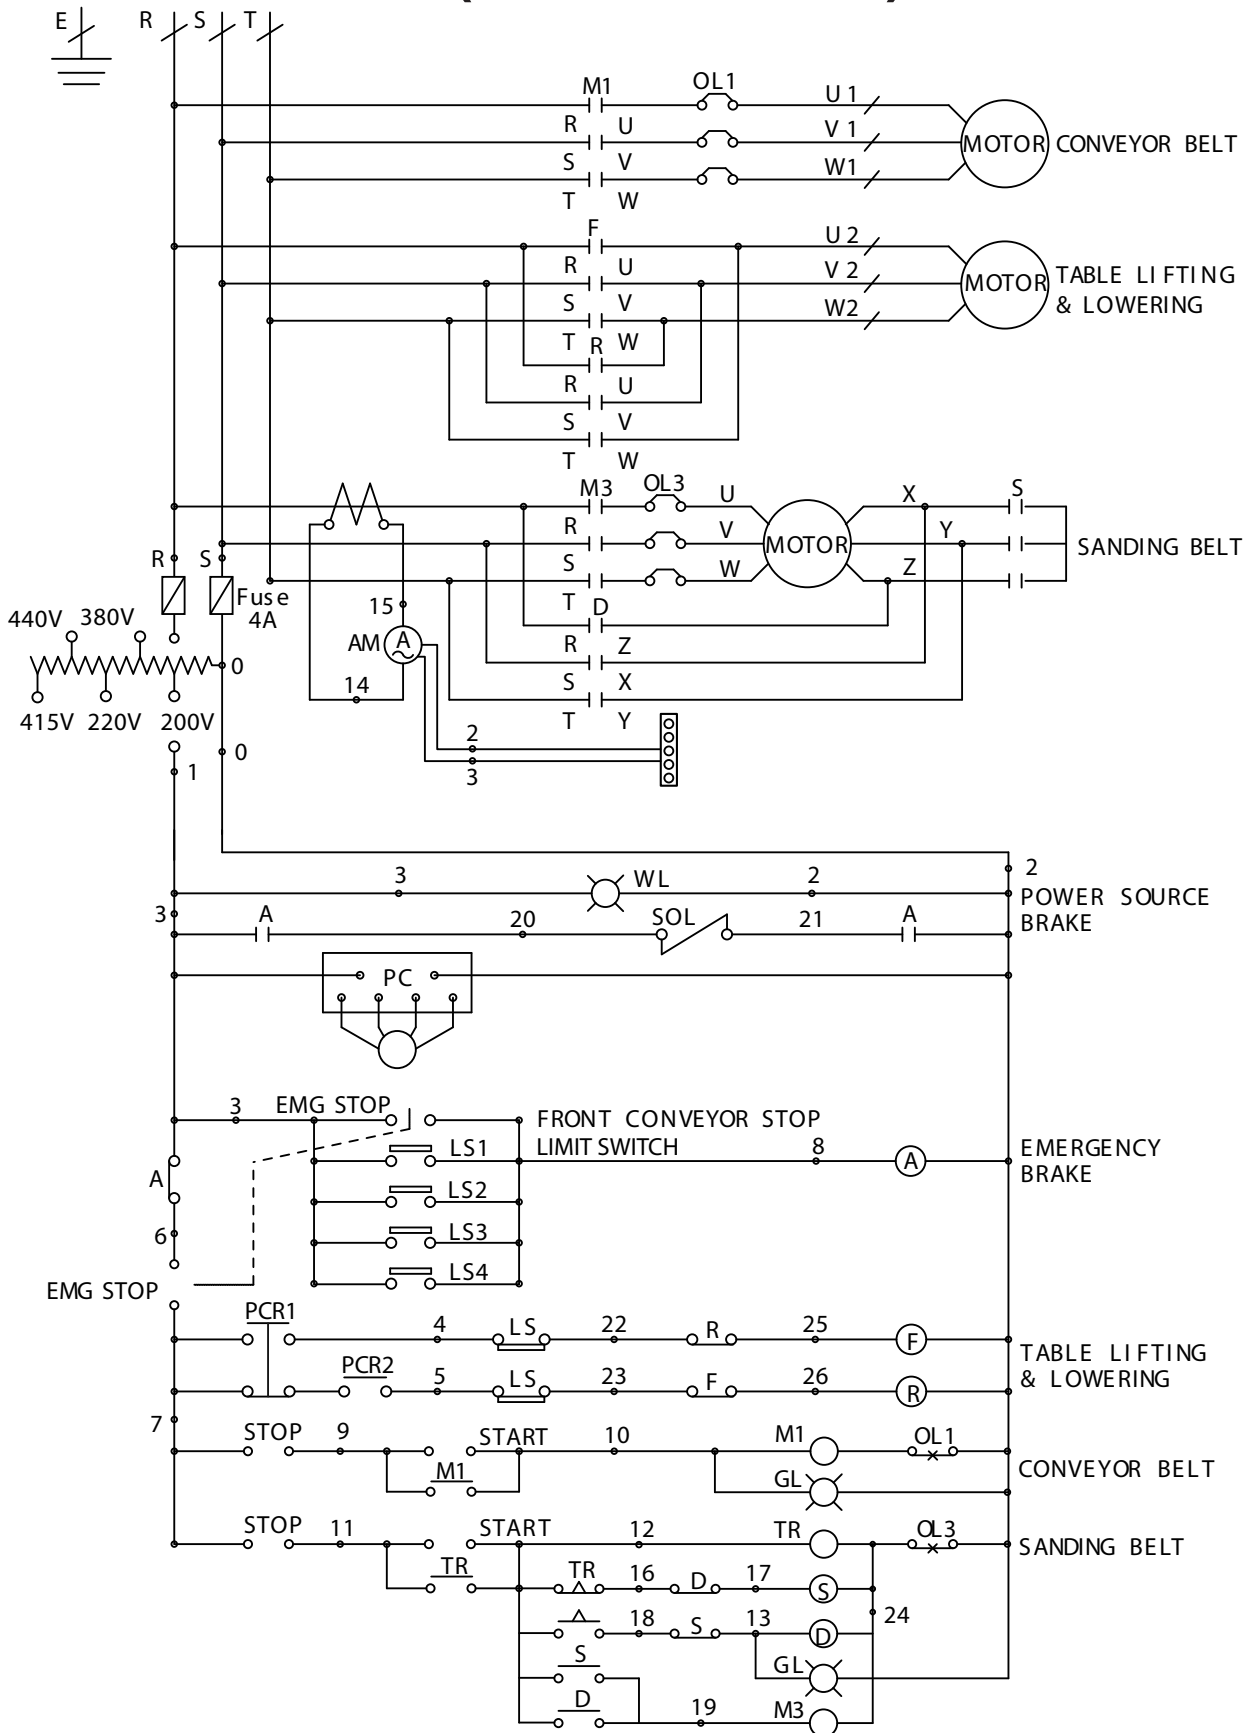 E R S T
M1 OL1 U 1
R U V 1 MOTOR CONVEYOR BELT
S V W1
T W
F U 2
R U V 2 MOTOR TABLE LIFTING
S V W2 & LOWERING
T R W
R U
S V
T W
M3 OL3 U X S
R V MOTOR Y SANDING BELT
R S S W Z
Fuse 15 T D
440V 380V 4A AM A R Z
0 14 S X
415V 220V 200V T Y
0 2
1 3
2
3 WL 2 POWER SOURCE
3 A 20 SOL 21 A BRAKE
PC
3 EMG STOP FRONT CONVEYOR STOP
LS1 LIMIT SWITCH 8 A EMERGENCY
A LS2 BRAKE
6 LS3
EMG STOP LS4
PCR1 4 LS 22 R 25 F TABLE LIFTING
PCR2 5 LS 23 F 26 R & LOWERING
7
STOP 9 START 10 M1 OL1
M1 GL CONVEYOR BELT
STOP 11 START 12 TR OL3 SANDING BELT
TR TR 16 D 17 S
18 S 13 D 24
S GL
D 19 M3